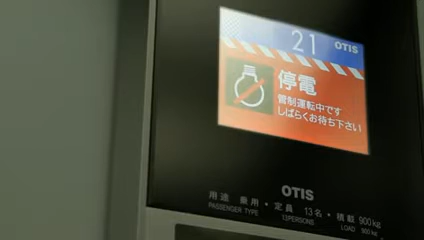 21 OTIS
停電
管制運転中です
しばらくお待ち下さい
OTIS
用途 乗用・定員 13名・積載 900kg
PASSENGER TYPE 13PERSONS LOAD 900 kg